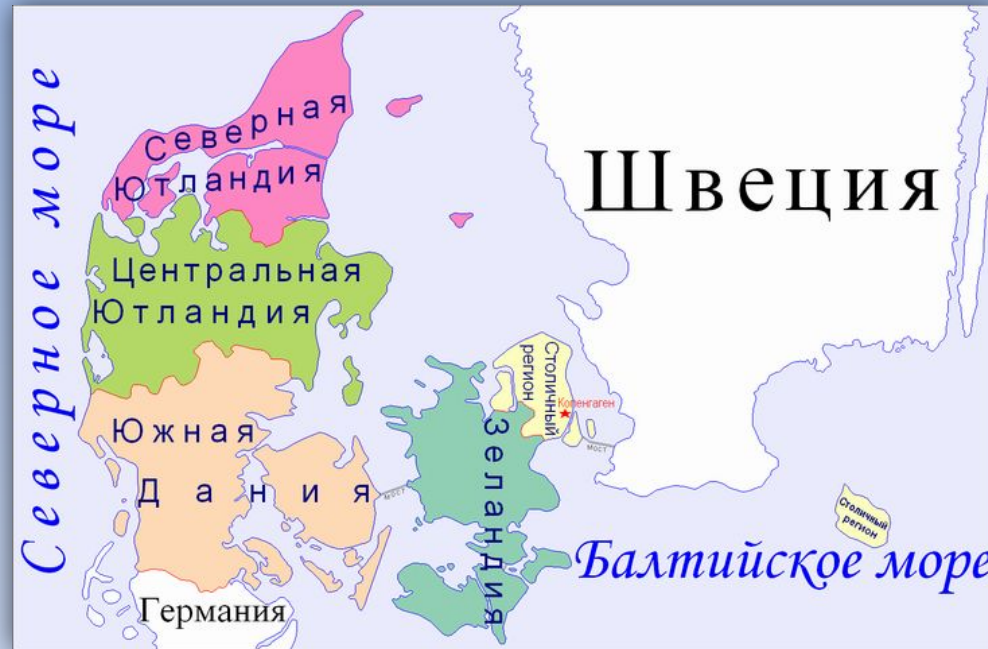 Северное море
Северная
Ютландия
Швеция
Центральная
Ютландия
Столичный
регион
Копенгаген
мост
Южная
Дания
мост
Зеландия
Столичный
регион
Балтийское море
Германия